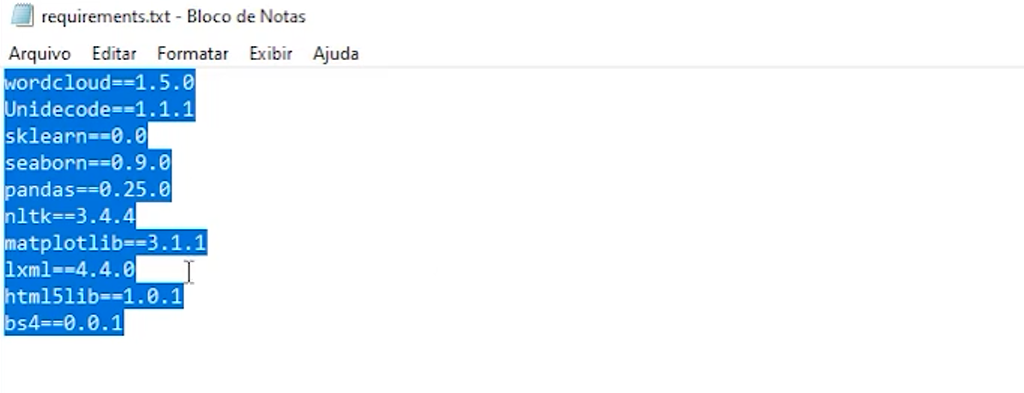 requirements.txt - Bloco de Notas
Arquivo Editar Formatar Exibir Ajuda
wordcloud==1.5.0
Unidecode==1.1.1
sklearn==0.0
seaborn==0.9.0
pandas==0.25.0
nltk==3.4.4
matplotlib==3.1.1
lxml==4.4.0
html5lib==1.0.1
bs4==0.0.1